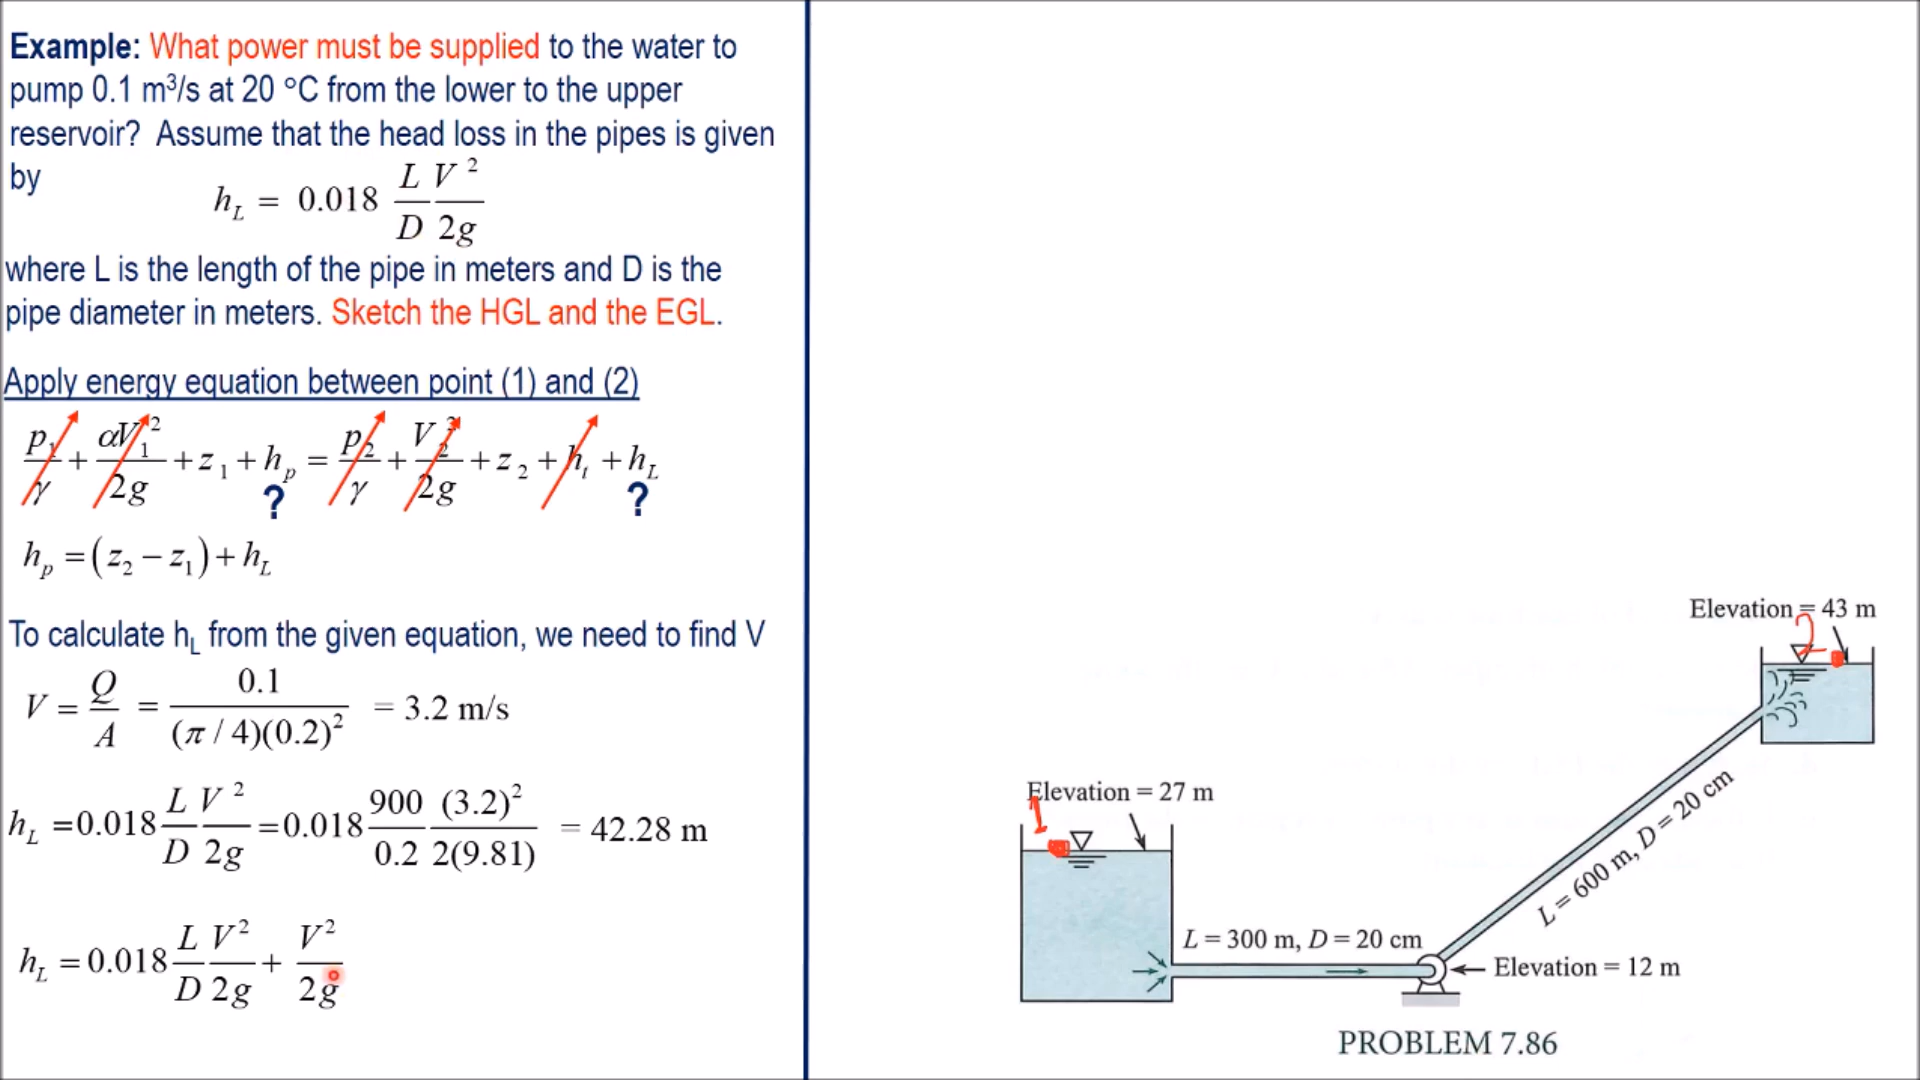 Example: What power must be supplied to the water to
pump 0.1 m³/s at 20 °C from the lower to the upper
reservoir? Assume that the head loss in the pipes is given
by
h_L = 0.018 L/D V²/2g
where L is the length of the pipe in meters and D is the
pipe diameter in meters. Sketch the HGL and the EGL.
Apply energy equation between point (1) and (2)
p₁/γ + αV₁²/2g + z₁ + h_p = p₂/γ + V₂²/2g + z₂ + h_t + h_L
? ?
h_p = (z₂ − z₁) + h_L
To calculate h_L from the given equation, we need to find V
V = Q/A = 0.1/(π / 4)(0.2)² = 3.2 m/s
h_L = 0.018 L/D V²/2g = 0.018 900/0.2 (3.2)²/2(9.81) = 42.28 m
h_L = 0.018 L/D V²/2g + V²/2g
Elevation = 43 m
2
Elevation = 27 m
1
L = 600 m, D = 20 cm
L = 300 m, D = 20 cm
Elevation = 12 m
PROBLEM 7.86